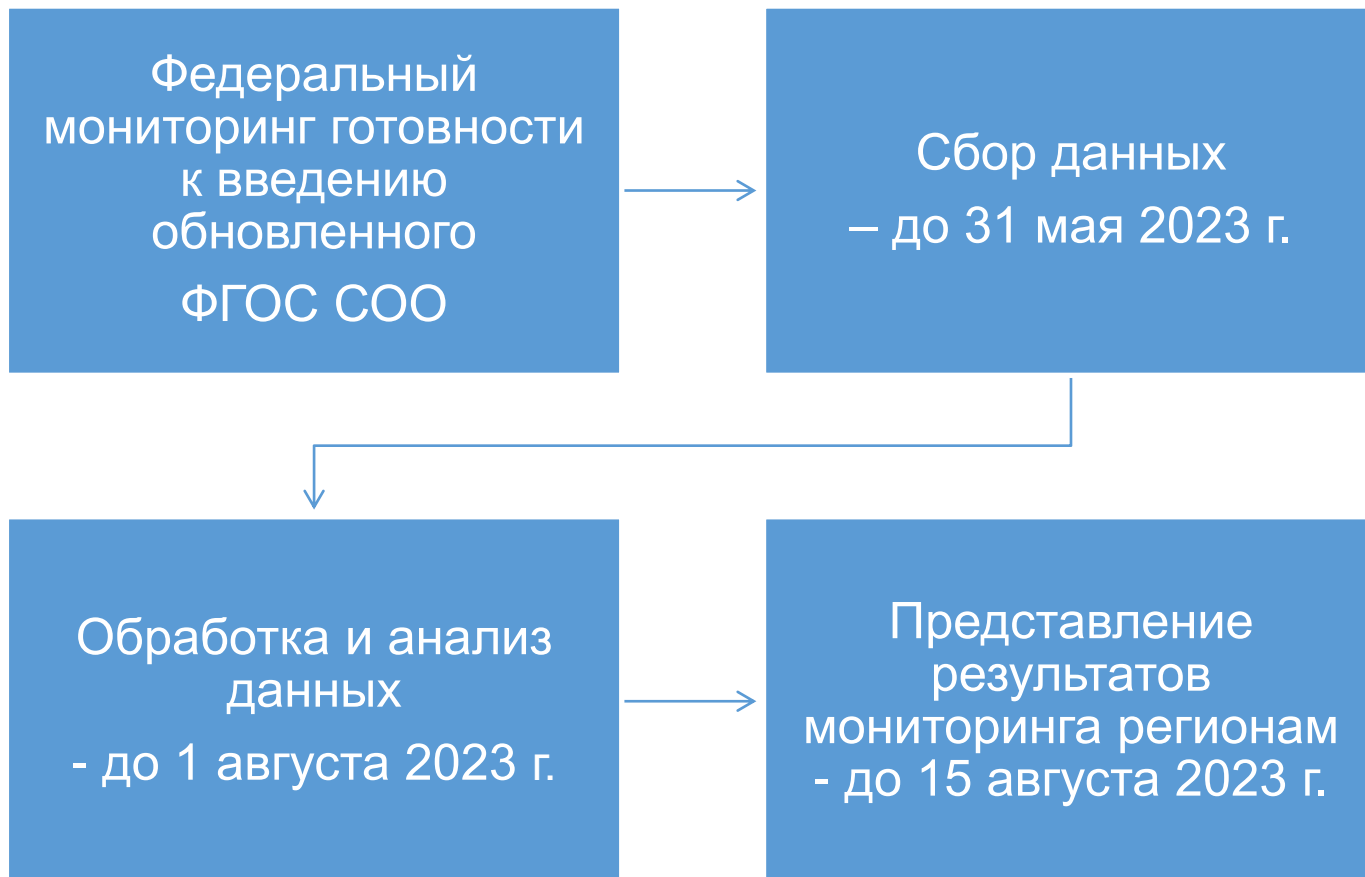 Федеральный
мониторинг готовности
к введению
обновленного
ФГОС СОО
Сбор данных
– до 31 мая 2023 г.
Обработка и анализ
данных
- до 1 августа 2023 г.
Представление
результатов
мониторинга регионам
- до 15 августа 2023 г.